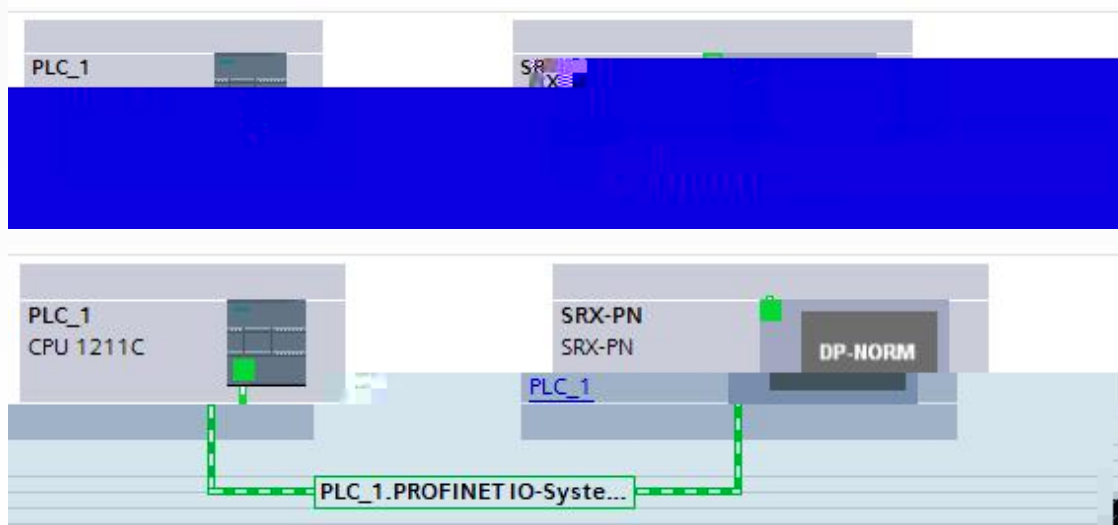 PLC_1
PLC_1
CPU 1211C
SRX-PN
SRX-PN
DP-NORM
PLC_1
PLC_1.PROFINET IO-Syste...